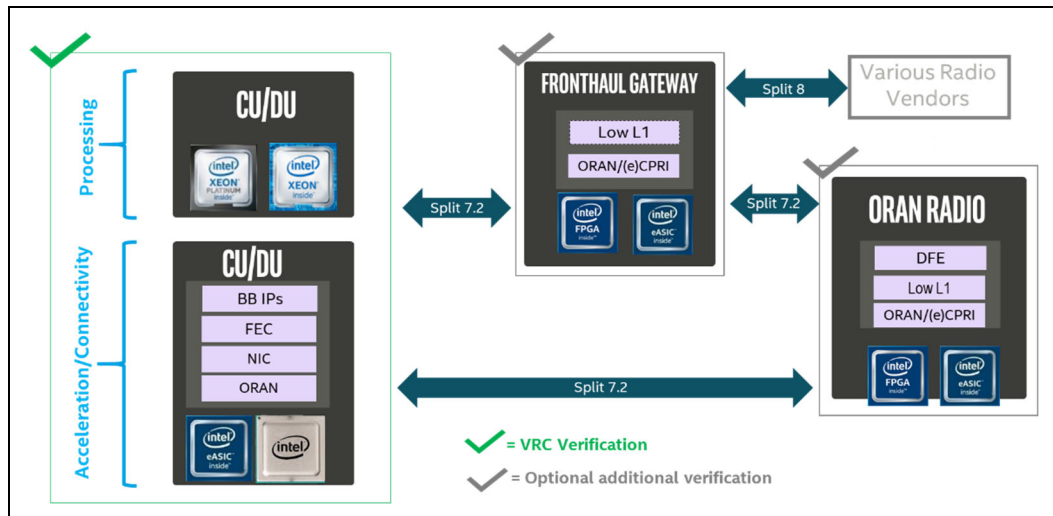 Processing
CU/DU
intel
XEON
PLATINUM
inside
intel
XEON
inside
Acceleration/Connectivity
CU/DU
BB IPs
FEC
NIC
ORAN
intel
eASIC
inside
intel
Split 7.2
FRONTHAUL GATEWAY
Low L1
ORAN/(e)CPRI
intel
FPGA
inside
intel
eASIC
inside
Split 8
Various Radio
Vendors
Split 7.2
ORAN RADIO
DFE
Low L1
ORAN/(e)CPRI
intel
FPGA
inside
intel
eASIC
inside
Split 7.2
= VRC Verification
= Optional additional verification